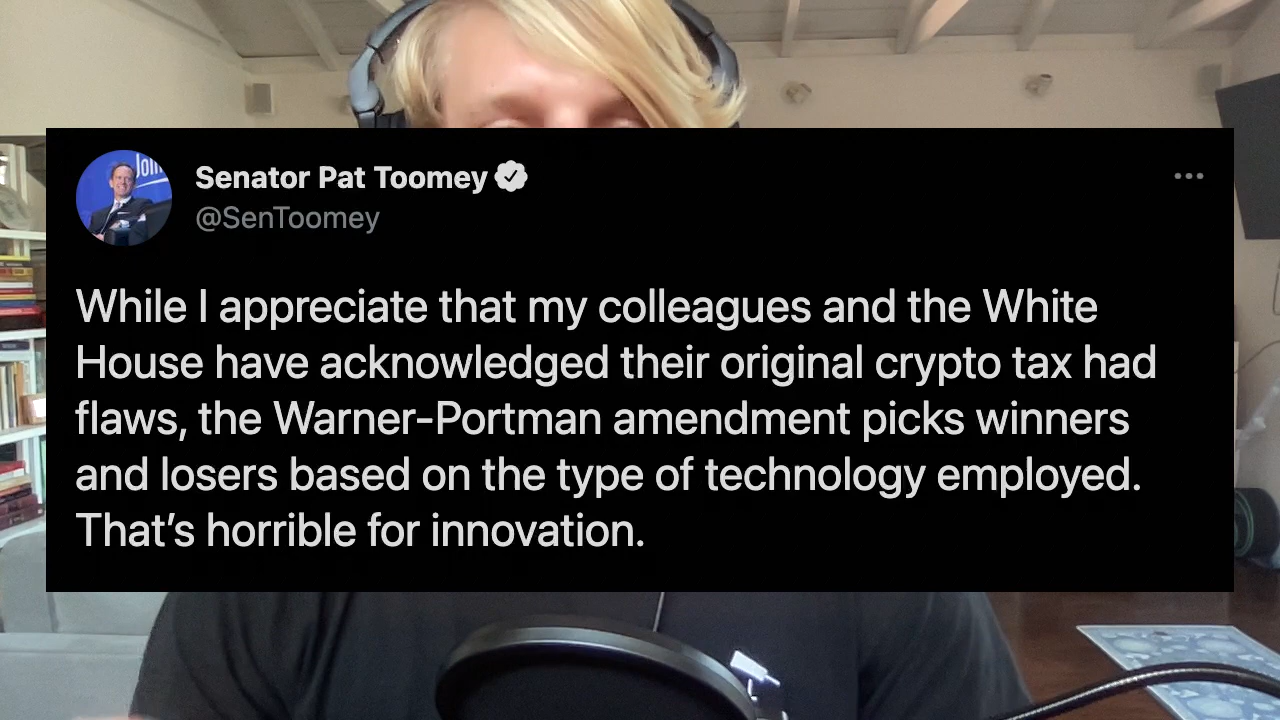 Join
Senator Pat Toomey
@SenToomey
While I appreciate that my colleagues and the White
House have acknowledged their original crypto tax had
flaws, the Warner-Portman amendment picks winners
and losers based on the type of technology employed.
That’s horrible for innovation.